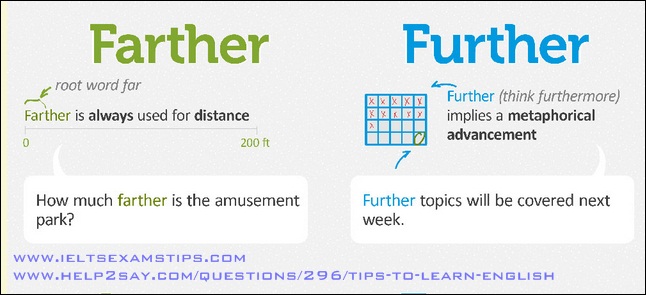 Farther
root word far
Farther is always used for distance
0 200 ft
How much farther is the amusement
park?
Further
Further (think furthermore)
implies a metaphorical
advancement
X X X X X
X X X X X
X
Further topics will be covered next
week.
WWW.IELTSEXAMSTIPS.COM
WWW.HELP2SAY.COM/QUESTIONS/296/TIPS-TO-LEARN-ENGLISH